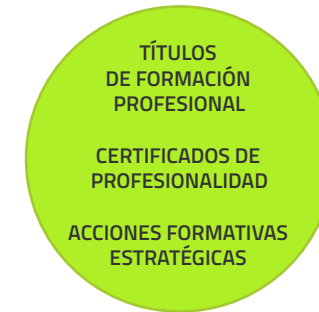 TÍTULOS
DE FORMACIÓN
PROFESIONAL
CERTIFICADOS DE
PROFESIONALIDAD
ACCIONES FORMATIVAS
ESTRATÉGICAS